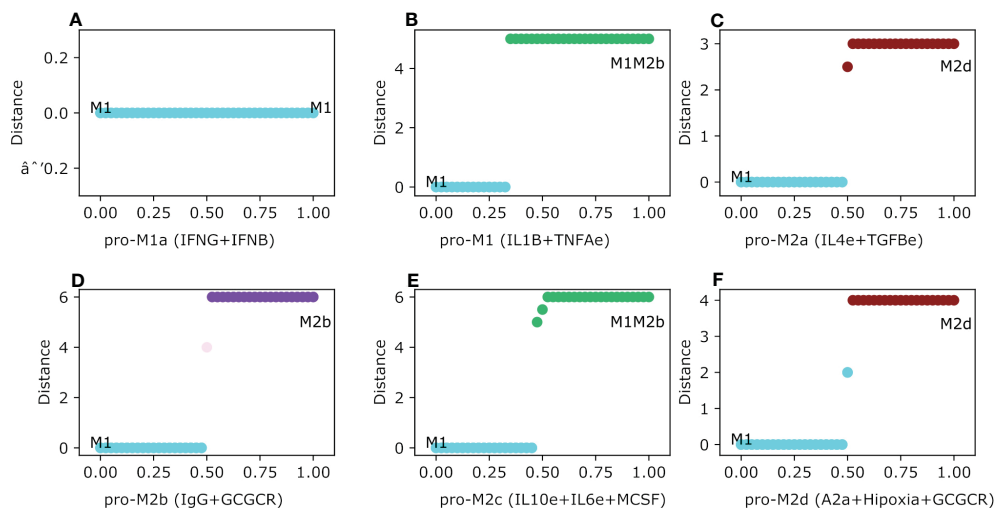 A
Distance
0.2
0.0
âˆ’0.2
M1
M1
0.00 0.25 0.50 0.75 1.00
pro-M1a (IFNG+IFNB)
B
Distance
4
2
0
M1
M1M2b
0.00 0.25 0.50 0.75 1.00
pro-M1 (IL1B+TNFAe)
C
Distance
3
2
1
0
M1
M2d
0.00 0.25 0.50 0.75 1.00
pro-M2a (IL4e+TGFBe)
D
Distance
6
4
2
0
M1
M2b
0.00 0.25 0.50 0.75 1.00
pro-M2b (IgG+GCGCR)
E
Distance
6
4
2
0
M1
M1M2b
0.00 0.25 0.50 0.75 1.00
pro-M2c (IL10e+IL6e+MCSF)
F
Distance
4
3
2
1
0
M1
M2d
0.00 0.25 0.50 0.75 1.00
pro-M2d (A2a+Hipoxia+GCGCR)